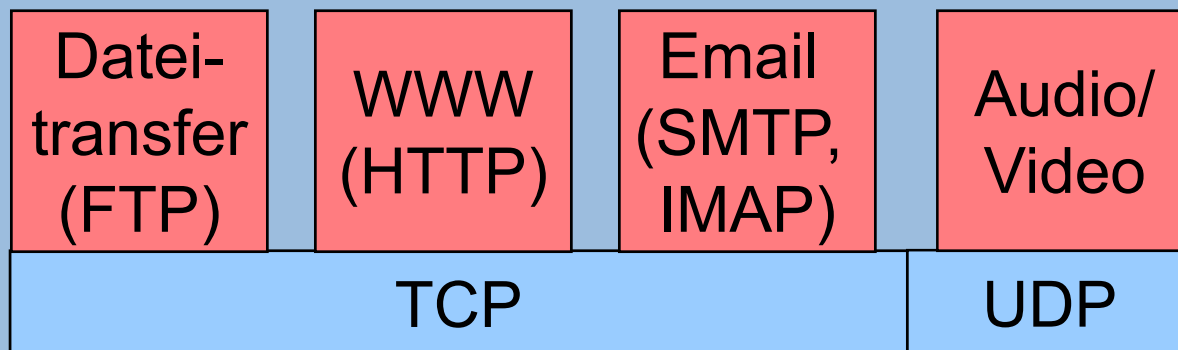 Datei-
transfer
(FTP)
WWW
(HTTP)
Email
(SMTP,
IMAP)
Audio/
Video
TCP
UDP